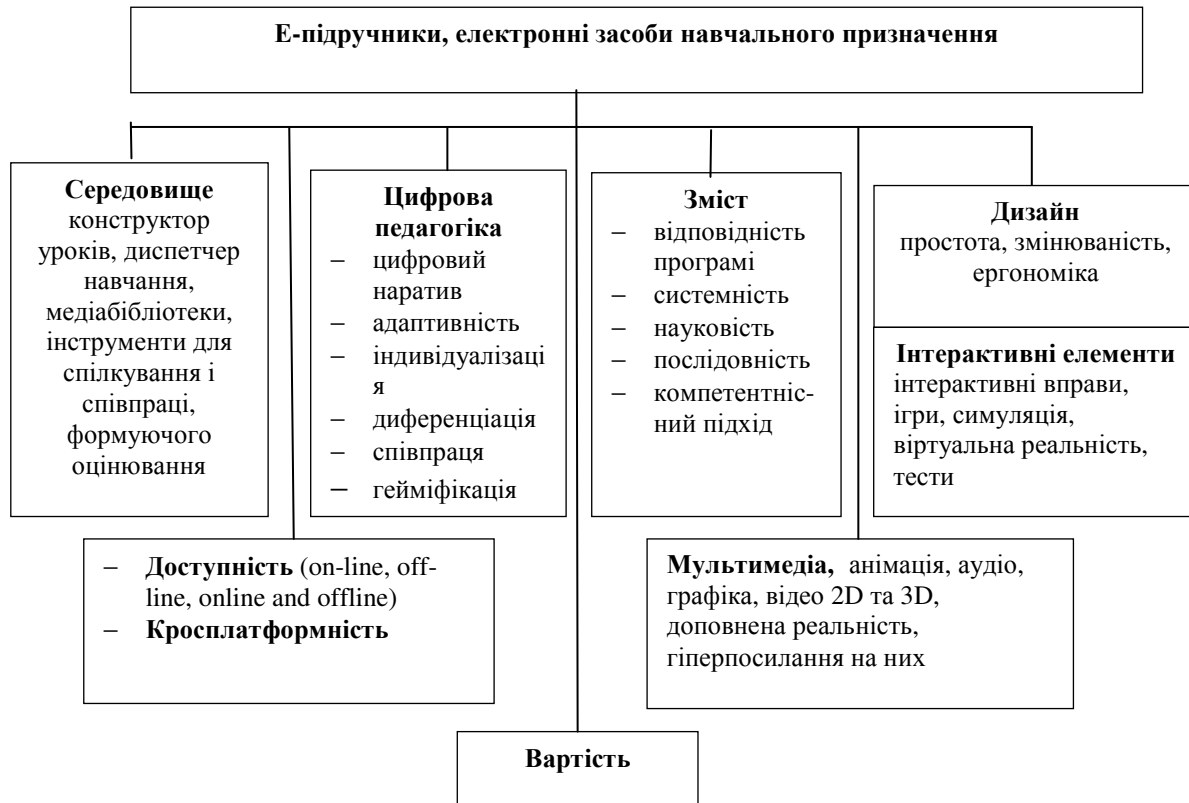 Е-підручники, електронні засоби навчального призначення
Середовище
конструктор
уроків, диспетчер
навчання,
медіабібліотеки,
інструменти для
спілкування і
співпраці,
формуючого
оцінювання
Цифрова
педагогіка
– цифровий
наратив
– адаптивність
– індивідуалізаці
я
– диференціація
– співпраця
– гейміфікація
Зміст
– відповідність
програмі
– системність
– науковість
– послідовність
– компетентніс-
ний підхід
Дизайн
простота, змінюваність,
ергономіка
Інтерактивні елементи
інтерактивні вправи,
ігри, симуляція,
віртуальна реальність,
тести
– Доступність (on-line, off-
line, online and offline)
– Кросплатформність
Мультимедіа, анімація, аудіо,
графіка, відео 2D та 3D,
доповнена реальність,
гіперпосилання на них
Вартість